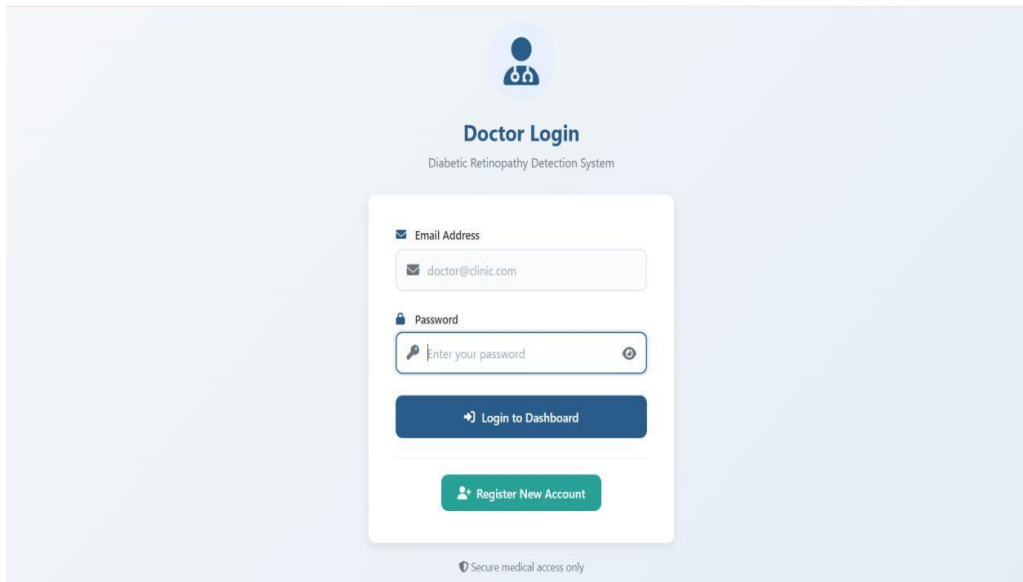 Doctor Login
Diabetic Retinopathy Detection System
Email Address
doctor@clinic.com
Password
Enter your password
Login to Dashboard
Register New Account
Secure medical access only